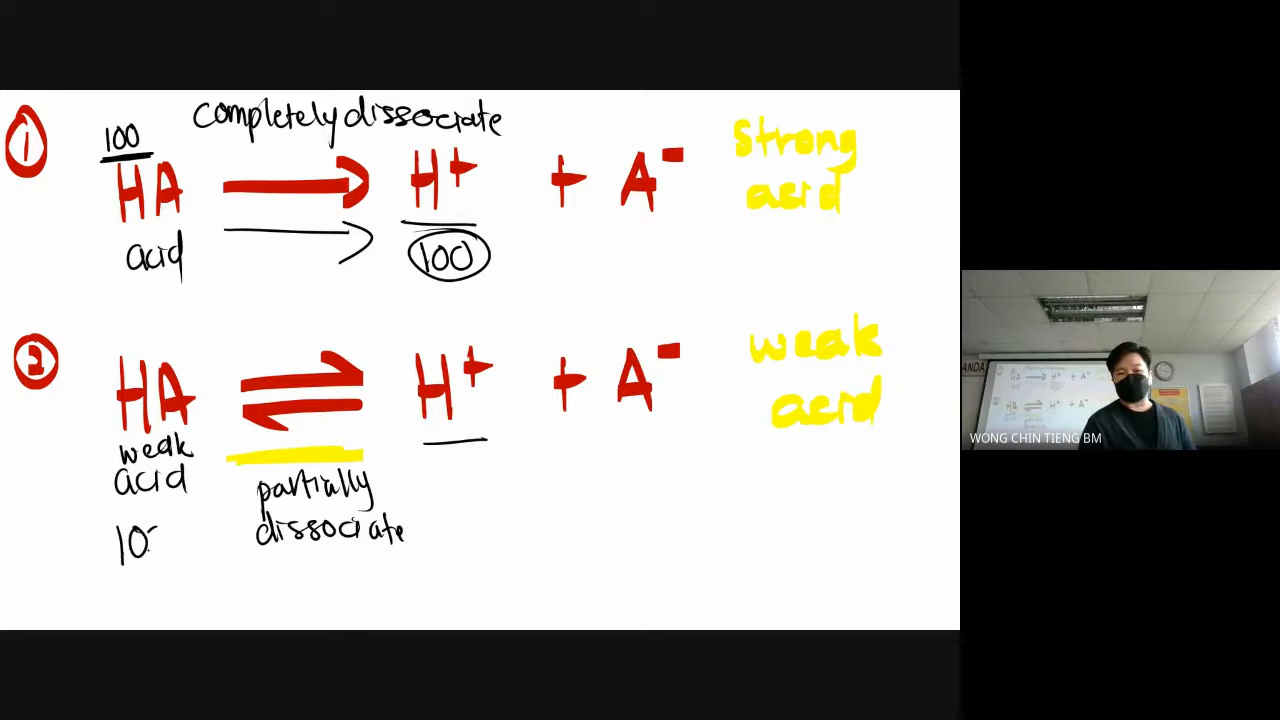 ①
completely dissociate
100
HA → H⁺ + A⁻
strong
acid
acid
100
②
HA ⇌ H⁺ + A⁻
weak
acid
weak
acid
partially
dissociate
10
WONG CHIN TIENG BM